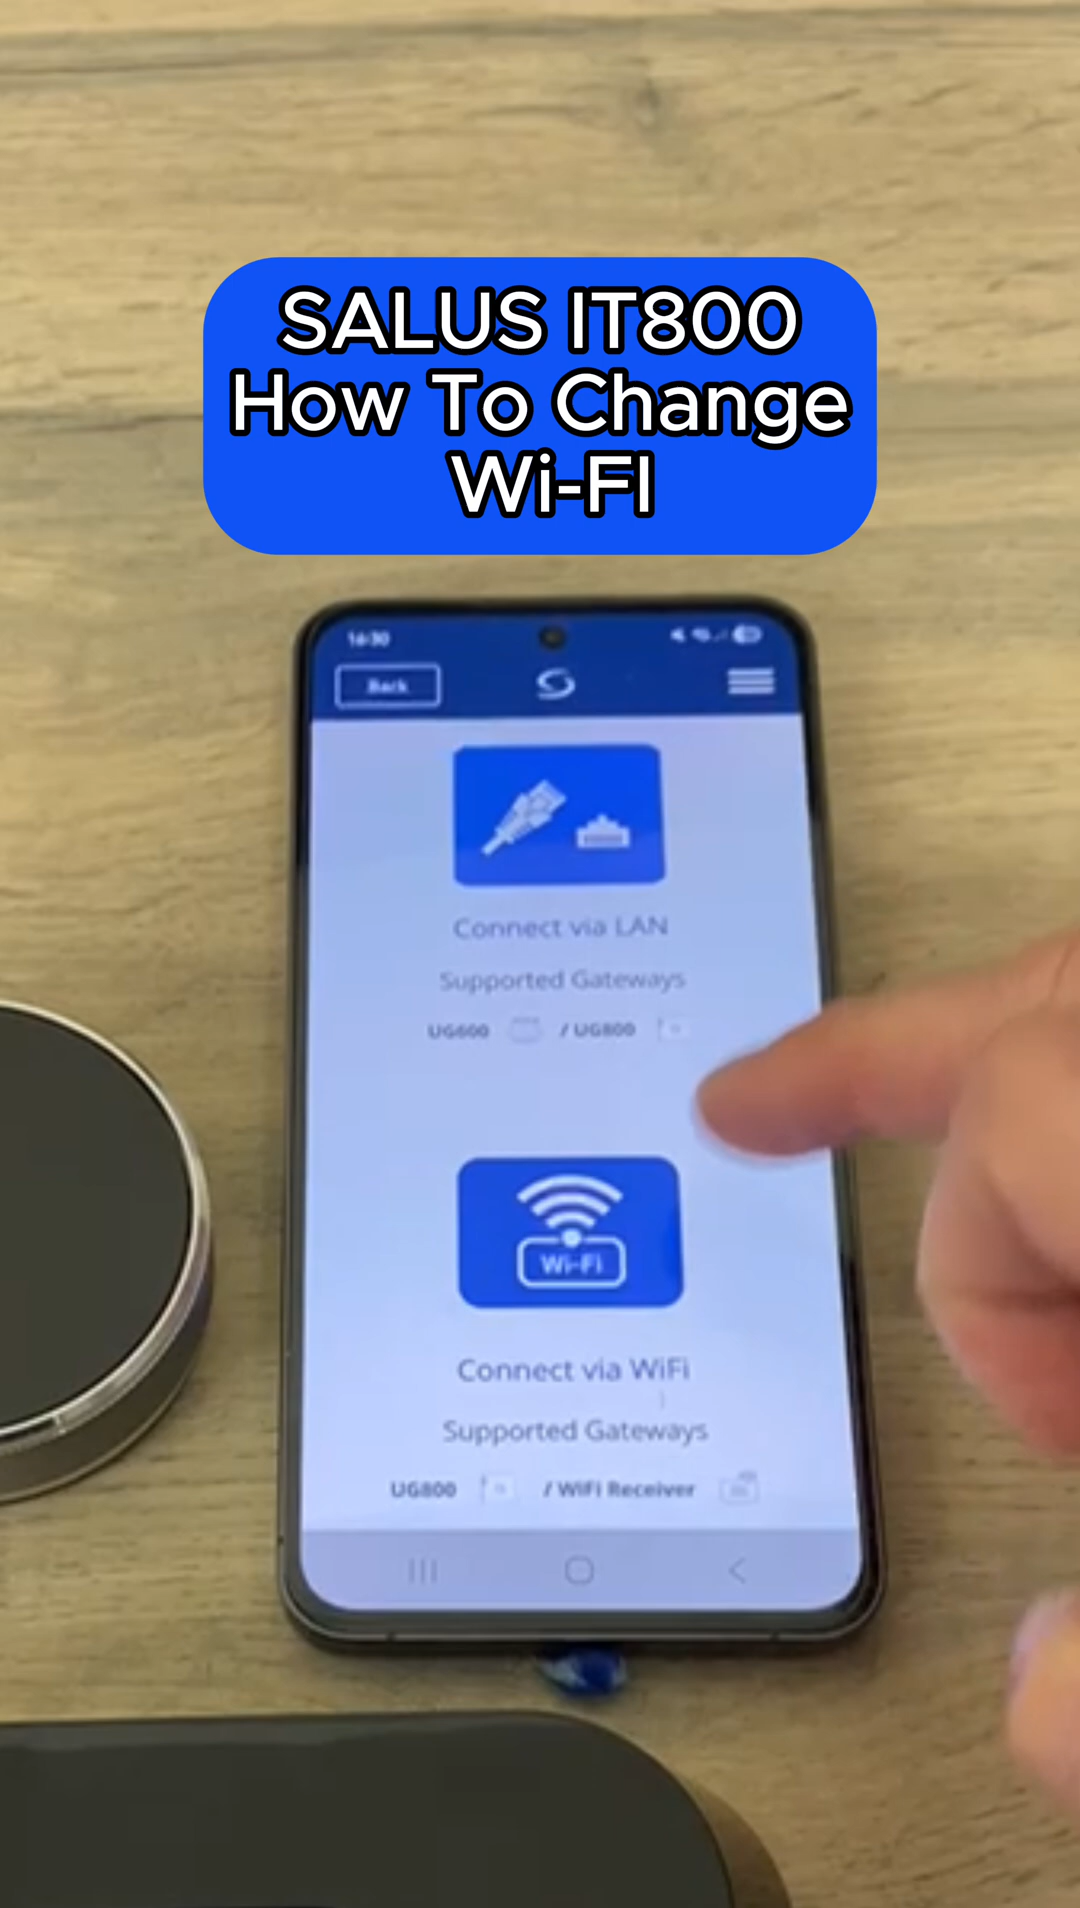 SALUS IT800
How To Change
Wi-FI
16:30
Back
Connect via LAN
Supported Gateways
UG600 / UG800
Wi-Fi
Connect via WiFi
Supported Gateways
UG800 / WiFi Receiver